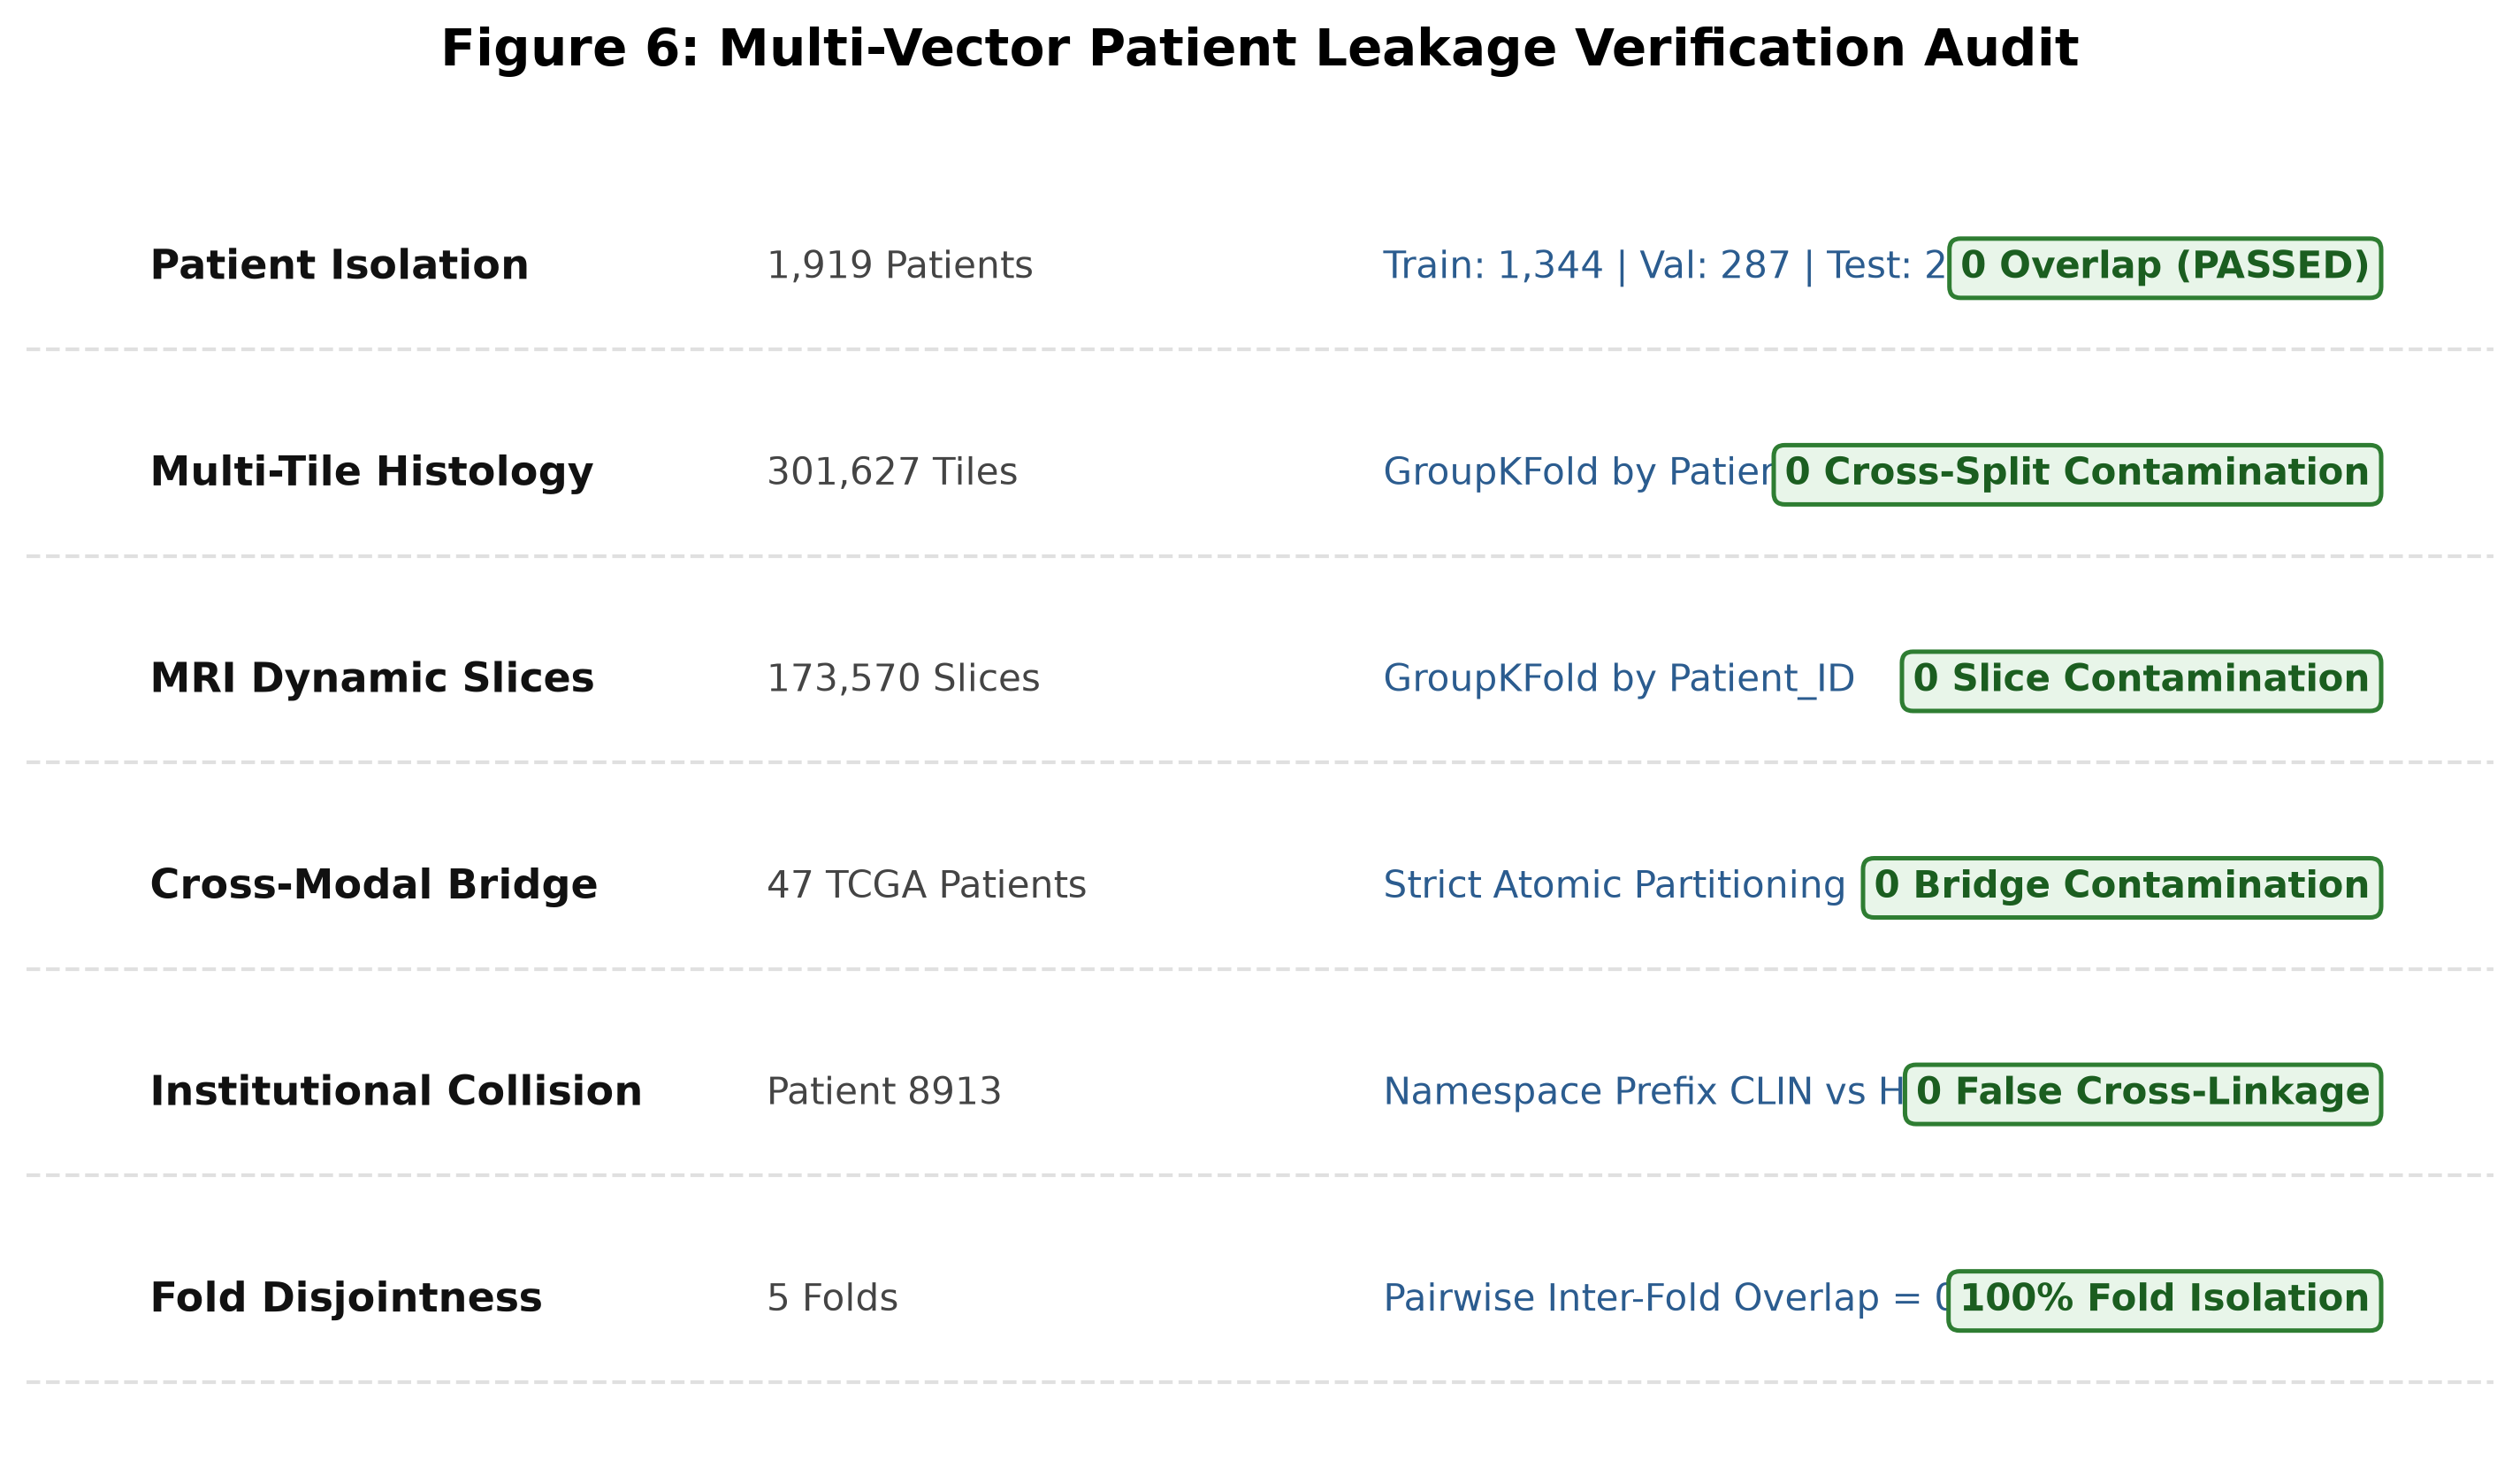 Figure 6: Multi-Vector Patient Leakage Verification Audit
Patient Isolation 1,919 Patients Train: 1,344 | Val: 287 | Test: 2 0 Overlap (PASSED)
Multi-Tile Histology 301,627 Tiles GroupKFold by 0 Cross-Split Contamination
MRI Dynamic Slices 173,570 Slices GroupKFold by Patient_ID 0 Slice Contamination
Cross-Modal Bridge 47 TCGA Patients Strict Atomic Partitioning 0 Bridge Contamination
Institutional Collision Patient 8913 Namespace Prefix CLIN vs H 0 False Cross-Linkage
Fold Disjointness 5 Folds Pairwise Inter-Fold Overlap = 0 100% Fold Isolation